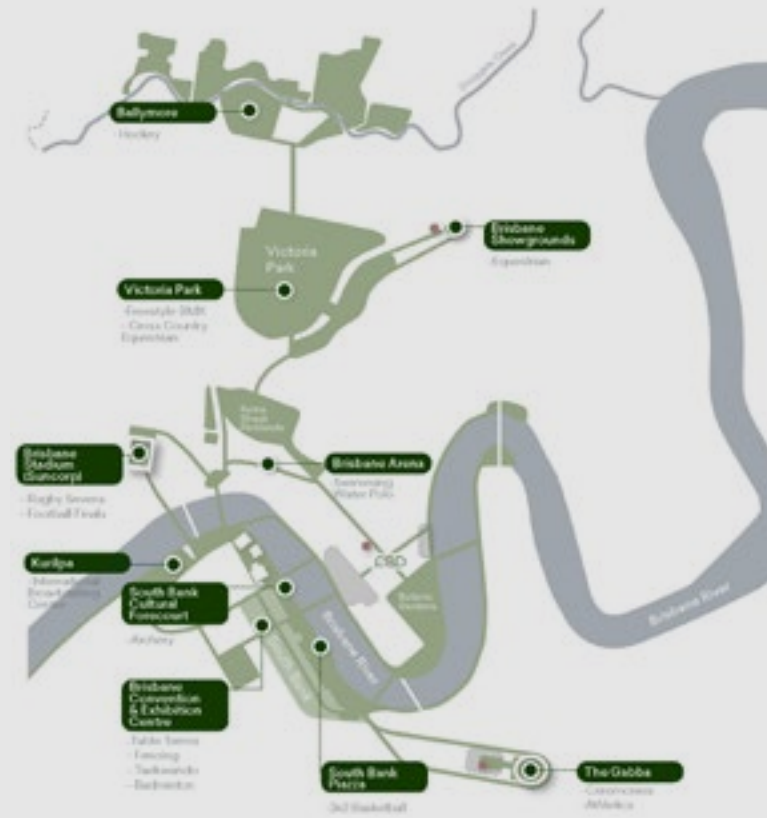 Ballymore
- Hockey
Victoria
Park
Brisbane
Showgrounds
- Equestrian
Victoria Park
- Freestyle BMX
- Cross Country
Equestrian
Brisbane
Stadium
(Suncorp)
- Rugby Sevens
- Football Finals
Brisbane Arena
- Swimming
Water Polo
Kurilpa
- International
Broadcasting
CBD
South Bank
Cultural
Forecourt
- Archery
Brisbane River
Brisbane River
Brisbane
Convention
& Exhibition
Centre
- Table Tennis
- Fencing
- Taekwondo
- Badminton
South Bank
Piazza
- 3x3 Basketball
The Gabba
- Ceremonies
- Athletics